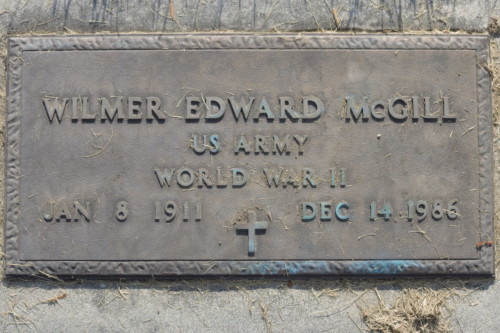 WILMER EDWARD McGILL
US ARMY
WORLD WAR II
JAN 8 1911 DEC 14 1986